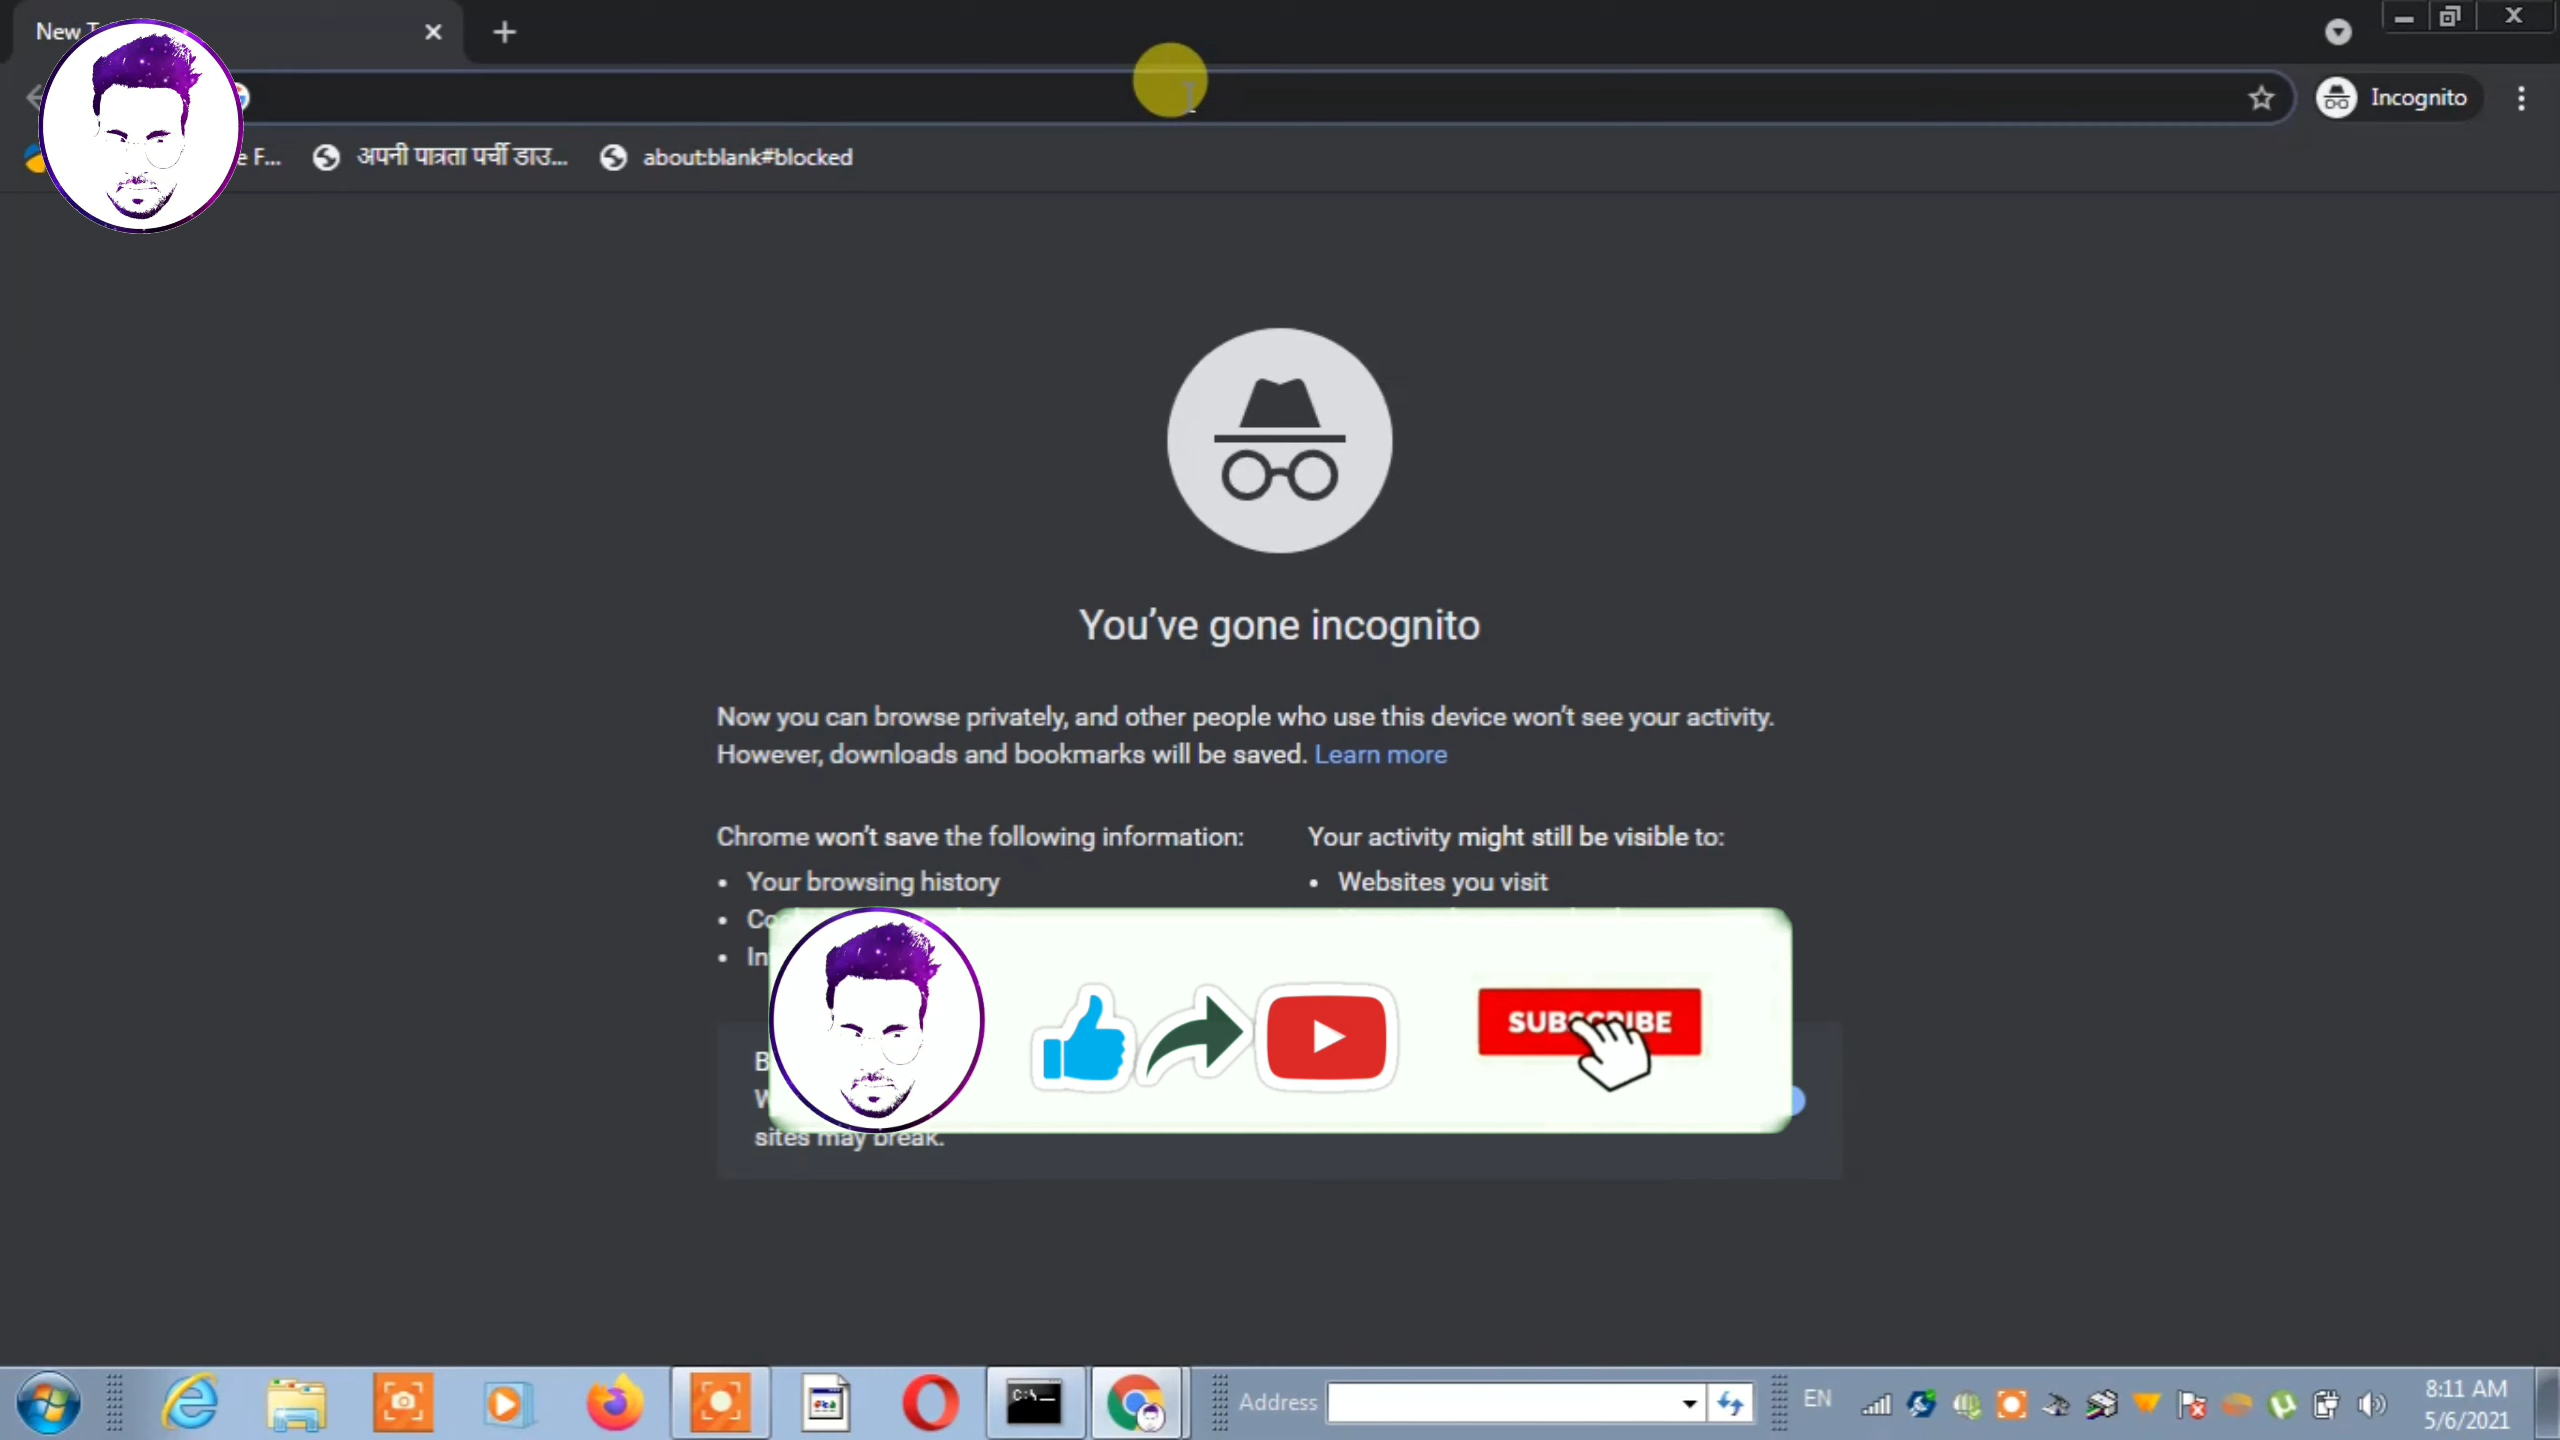 New T
Incognito
e F...
अपनी पात्रता पर्ची डाउ...
about:blank#blocked
You've gone incognito
Now you can browse privately, and other people who use this device won't see your activity.
However, downloads and bookmarks will be saved. Learn more
Chrome won't save the following information:
Your activity might still be visible to:
• Your browsing history
• Websites you visit
• Co
• In
SUBSCRIBE
B
W
sites may break.
C:\
Address
EN
8:11 AM
5/6/2021